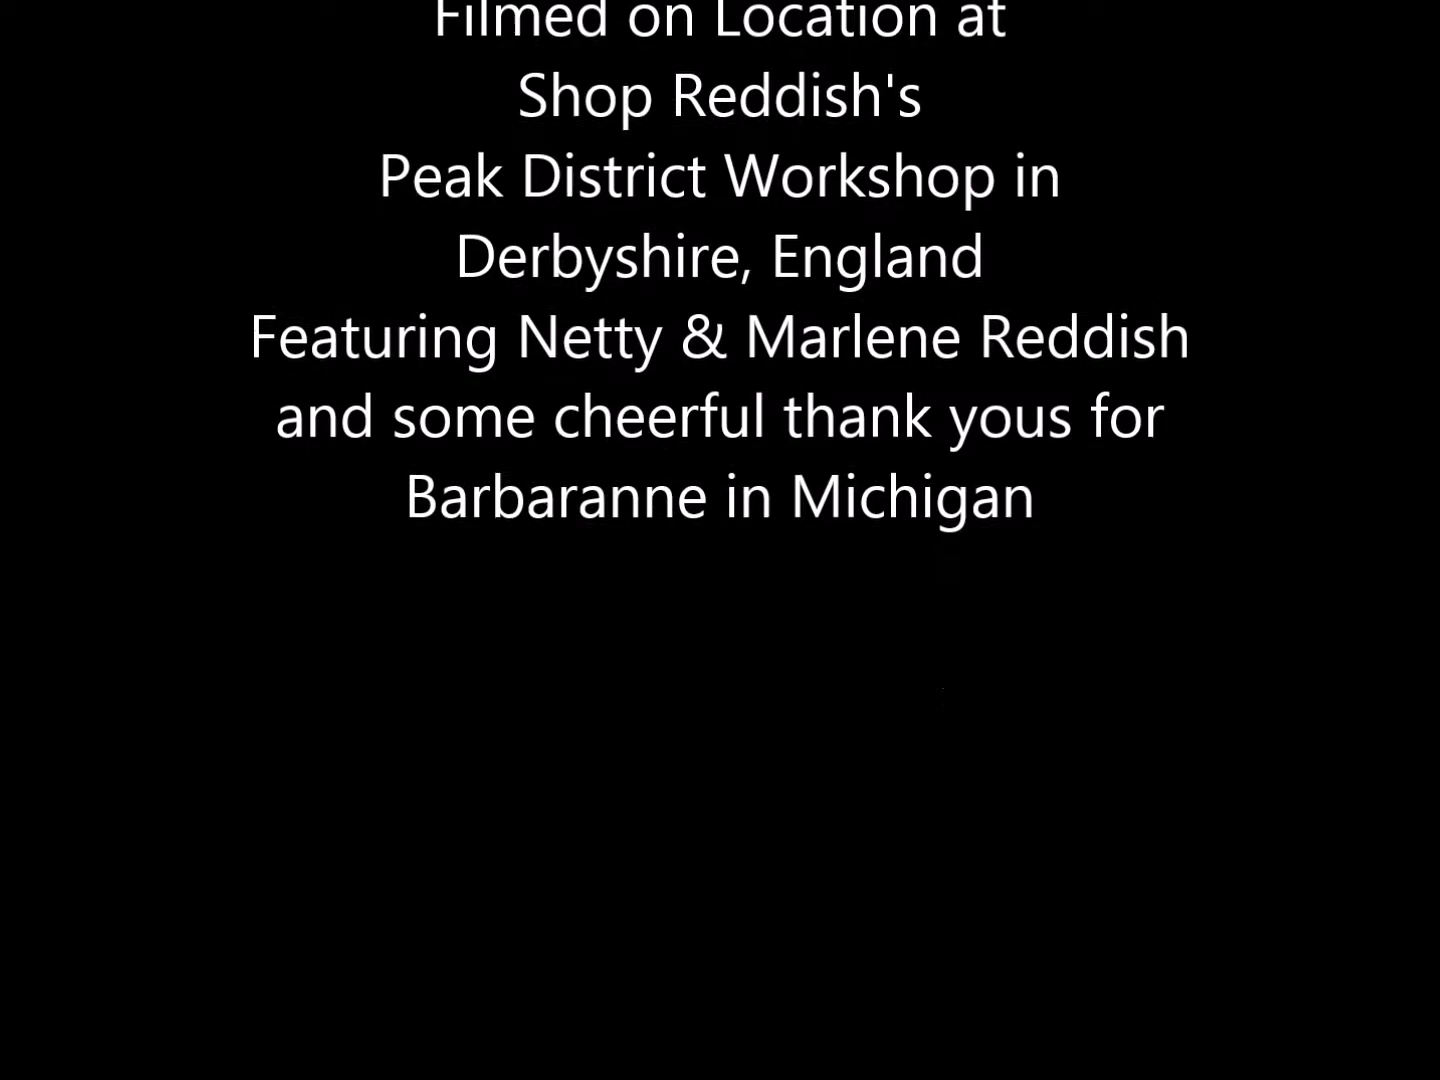 Filmed on Location at
Shop Reddish's
Peak District Workshop in
Derbyshire, England
Featuring Netty & Marlene Reddish
and some cheerful thank yous for
Barbaranne in Michigan